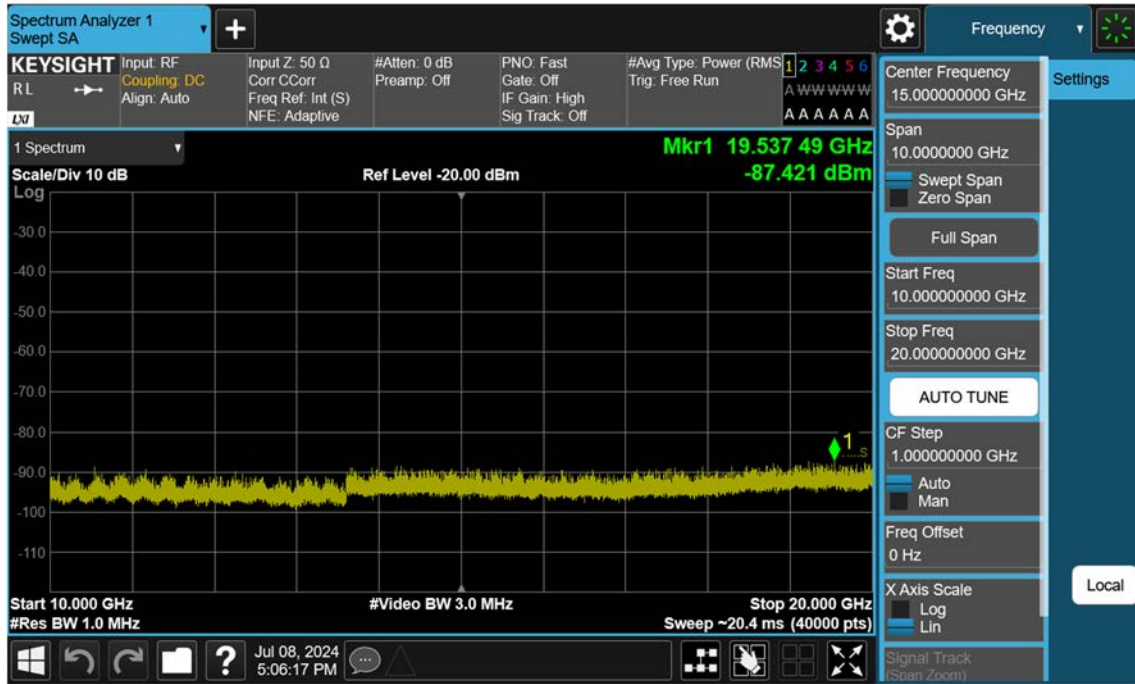 Spectrum Analyzer 1
Swept SA
+
Frequency
KEYSIGHT
RL
LXI
Input: RF
Coupling: DC
Align: Auto
Input Z: 50 Ω
Corr CCorr
Freq Ref: Int (S)
NFE: Adaptive
#Atten: 0 dB
Preamp: Off
PNO: Fast
Gate: Off
IF Gain: High
Sig Track: Off
#Avg Type: Power (RMS
Trig: Free Run
1 2 3 4 5 6
A W W W W W
A A A A A A
1 Spectrum
Mkr1 19.537 49 GHz
Scale/Div 10 dB
Ref Level -20.00 dBm
-87.421 dBm
Log
-30.0
-40.0
-50.0
-60.0
-70.0
-80.0
-90.0
-100
-110
1
S
Start 10.000 GHz
#Video BW 3.0 MHz
Stop 20.000 GHz
#Res BW 1.0 MHz
Sweep ~20.4 ms (40000 pts)
Center Frequency
15.000000000 GHz
Settings
Span
10.0000000 GHz
Swept Span
Zero Span
Full Span
Start Freq
10.000000000 GHz
Stop Freq
20.000000000 GHz
AUTO TUNE
CF Step
1.000000000 GHz
Auto
Man
Freq Offset
0 Hz
X Axis Scale
Log
Lin
Local
Signal Track
(Span Zoom)
?
Jul 08, 2024
5:06:17 PM